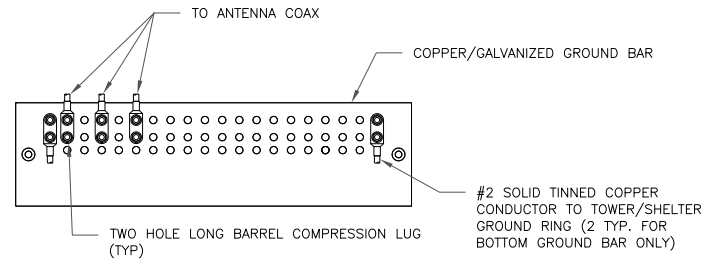 TO ANTENNA COAX
COPPER/GALVANIZED GROUND BAR
#2 SOLID TINNED COPPER
CONDUCTOR TO TOWER/SHELTER
GROUND RING (2 TYP. FOR
BOTTOM GROUND BAR ONLY)
TWO HOLE LONG BARREL COMPRESSION LUG
(TYP)